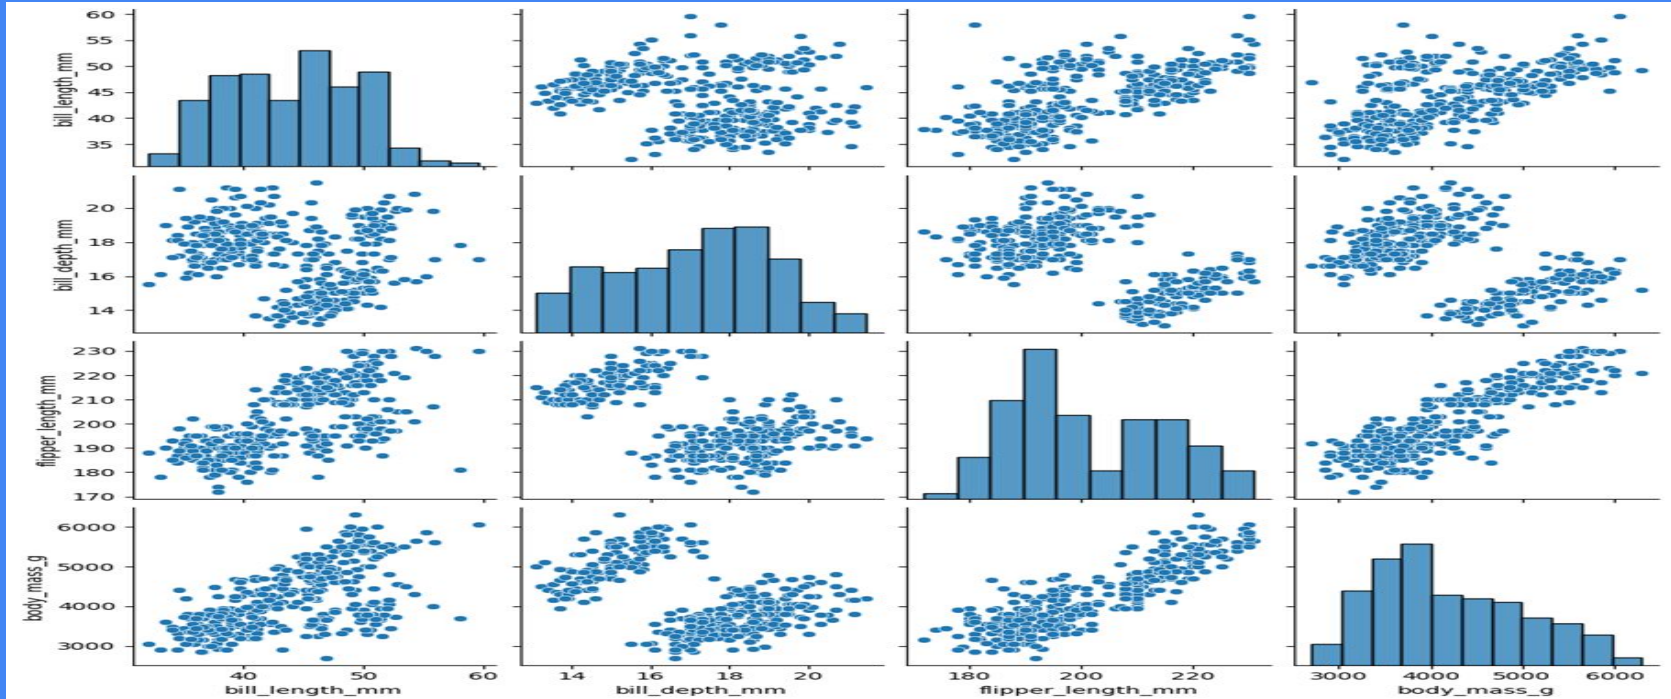 60
55
50
45
40
35
bill_length_mm
20
18
16
14
bill_depth_mm
230
220
210
200
190
180
170
flipper_length_mm
6000
5000
4000
3000
body_mass_g
40 50 60
bill_length_mm
14 16 18 20
bill_depth_mm
180 200 220
flipper_length_mm
3000 4000 5000 6000
body_mass_g